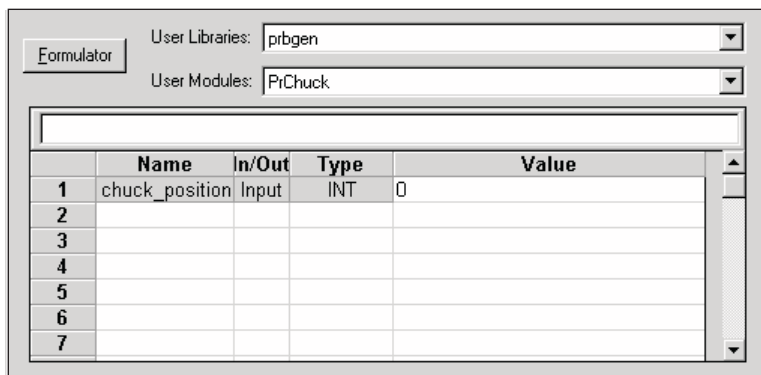 User Libraries: prbgen
Formulator
User Modules: PrChuck
Name In/Out Type Value
1 chuck_position Input INT 0
2
3
4
5
6
7